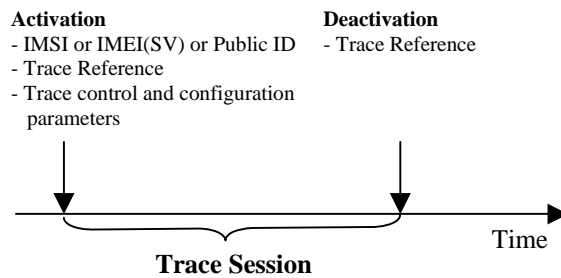 Activation
- IMSI or IMEI(SV) or Public ID
- Trace Reference
- Trace control and configuration
parameters
Deactivation
- Trace Reference
Time
Trace Session